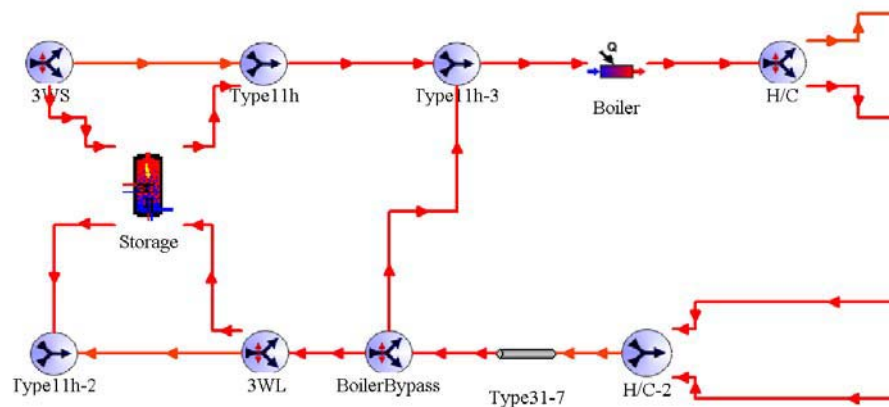 3WS
Type11h
Type11h-3
Q
Boiler
H/C
Storage
Type11h-2
3WL
BoilerBypass
Type31-7
H/C-2